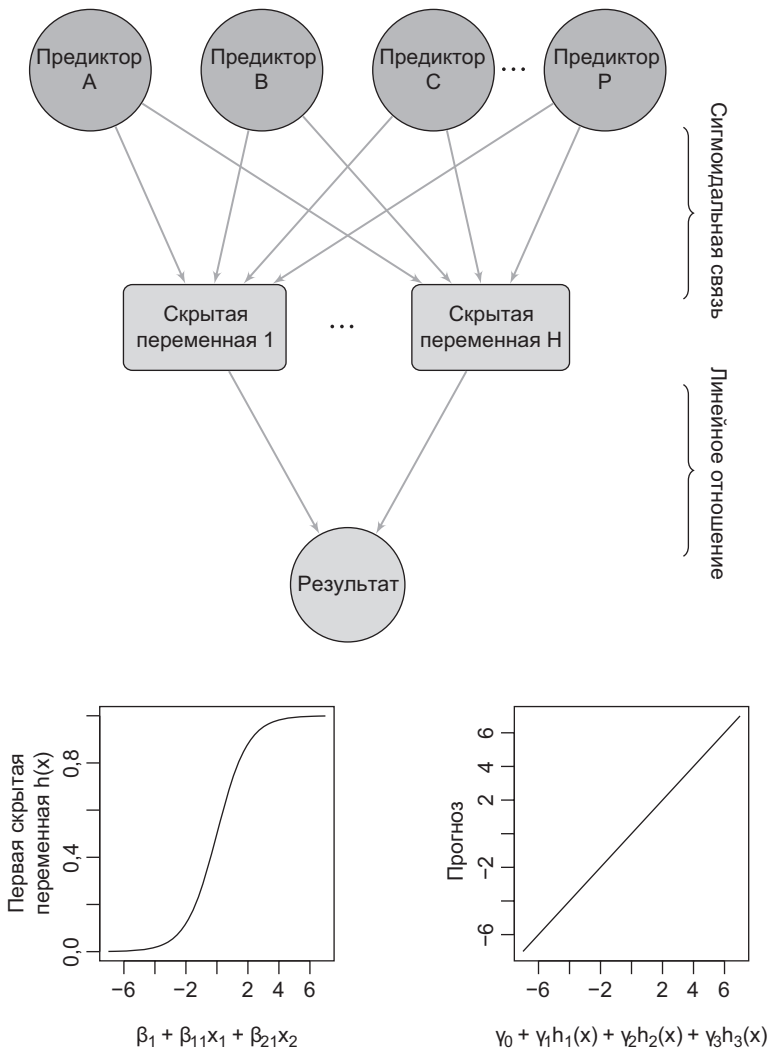 Предиктор
A
Предиктор
B
Предиктор
C
...
Предиктор
P
Сигмоидальная связь
Скрытая
переменная 1
...
Скрытая
переменная H
Линейное отношение
Результат
Первая скрытая
переменная h(x)
0,0
0,4
0,8
−6
−2
2
4
6
β₁ + β₁₁x₁ + β₂₁x₂
Прогноз
−6
−2
2
4
6
−6
−2
2
4
6
γ₀ + γ₁h₁(x) + γ₂h₂(x) + γ₃h₃(x)